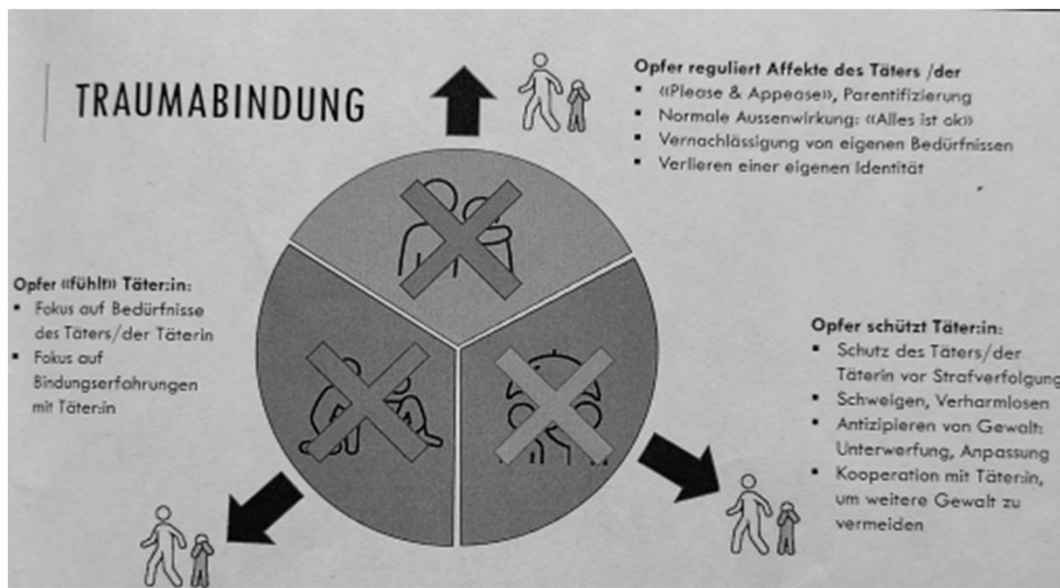 TRAUMABINDUNG
Opfer reguliert Affekte des Täters /der
▪ «Please & Appease», Parentifizierung
▪ Normale Aussenwirkung: «Alles ist ok»
▪ Vernachlässigung von eigenen Bedürfnissen
▪ Verlieren einer eigenen Identität
Opfer «fühlt» Täter:in:
▪ Fokus auf Bedürfnisse
des Täters/der Täterin
▪ Fokus auf
Bindungserfahrungen
mit Täter:in
Opfer schützt Täter:in:
▪ Schutz des Täters/der
Täterin vor Strafverfolgung
▪ Schweigen, Verharmlosen
▪ Antizipieren von Gewalt:
Unterwerfung, Anpassung
▪ Kooperation mit Täter:in,
um weitere Gewalt zu
vermeiden